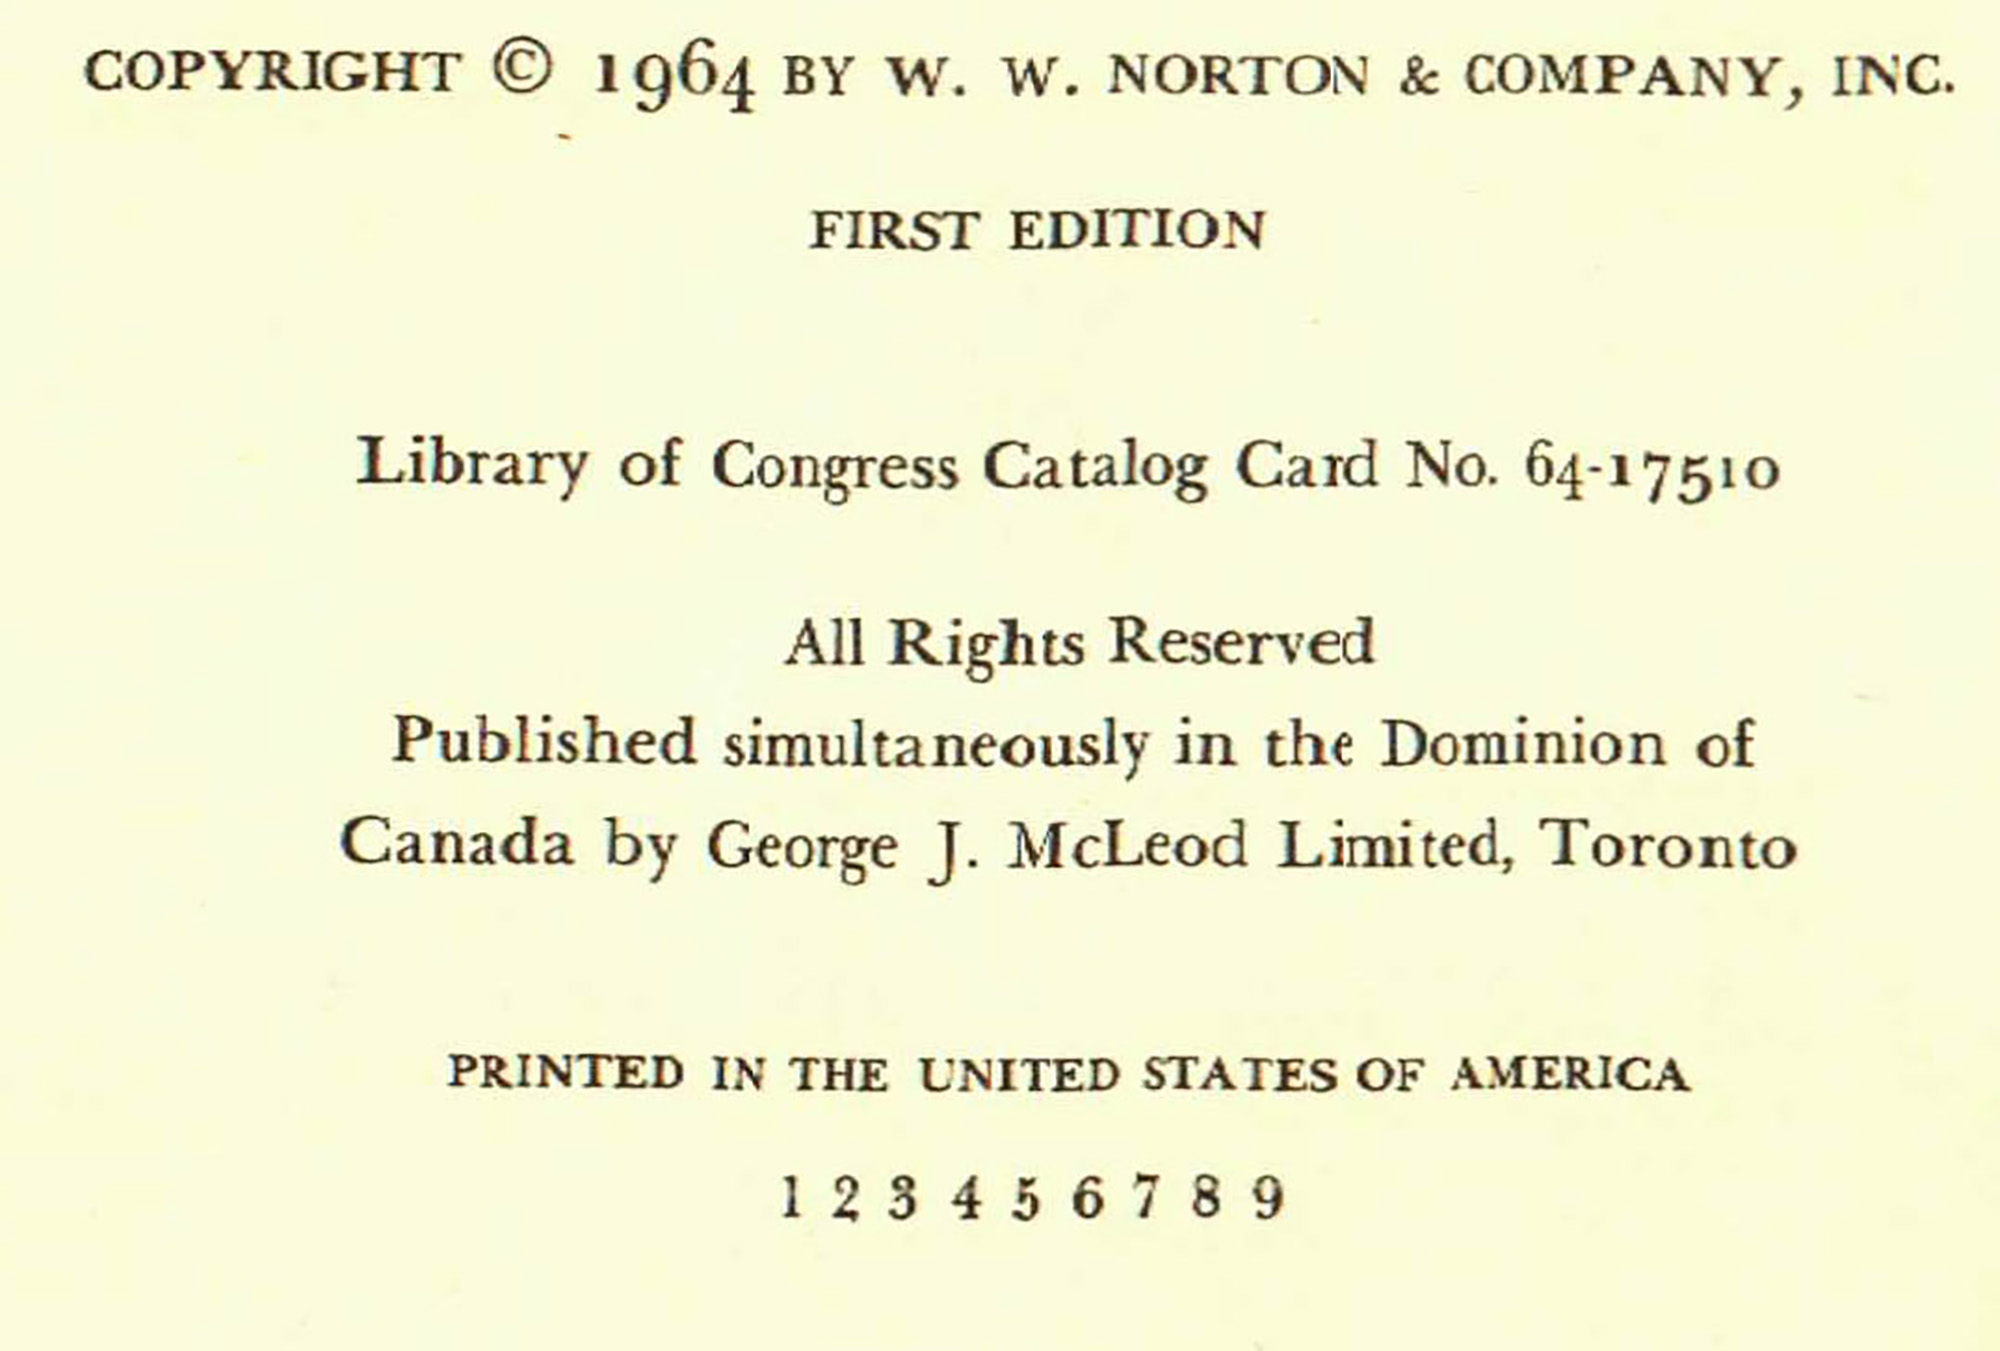 COPYRIGHT © 1964 BY W. W. NORTON & COMPANY, INC.
FIRST EDITION
Library of Congress Catalog Card No. 64-17510
All Rights Reserved
Published simultaneously in the Dominion of
Canada by George J. McLeod Limited, Toronto
PRINTED IN THE UNITED STATES OF AMERICA
1 2 3 4 5 6 7 8 9